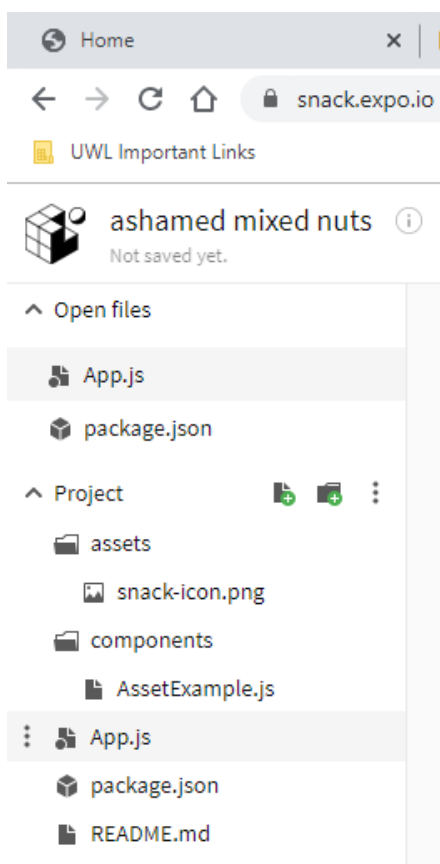 Home
snack.expo.io
UWL Important Links
ashamed mixed nuts
Not saved yet.
Open files
App.js
package.json
Project
assets
snack-icon.png
components
AssetExample.js
App.js
package.json
README.md